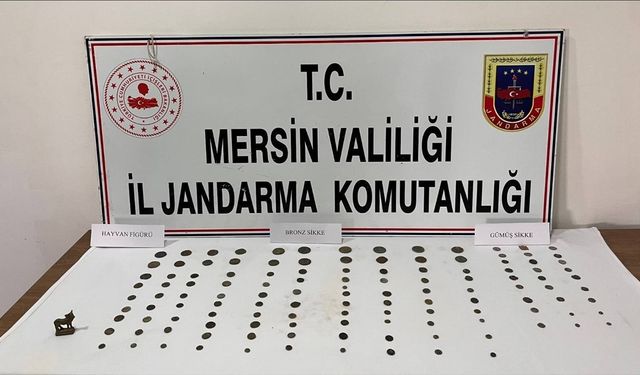 T.C.
MERSİN VALİLİĞİ
İL JANDARMA KOMUTANLIĞI
JANDARMA
HAYVAN FİGÜRÜ
BRONZ SİKKE
GÜMÜŞ SİKKE